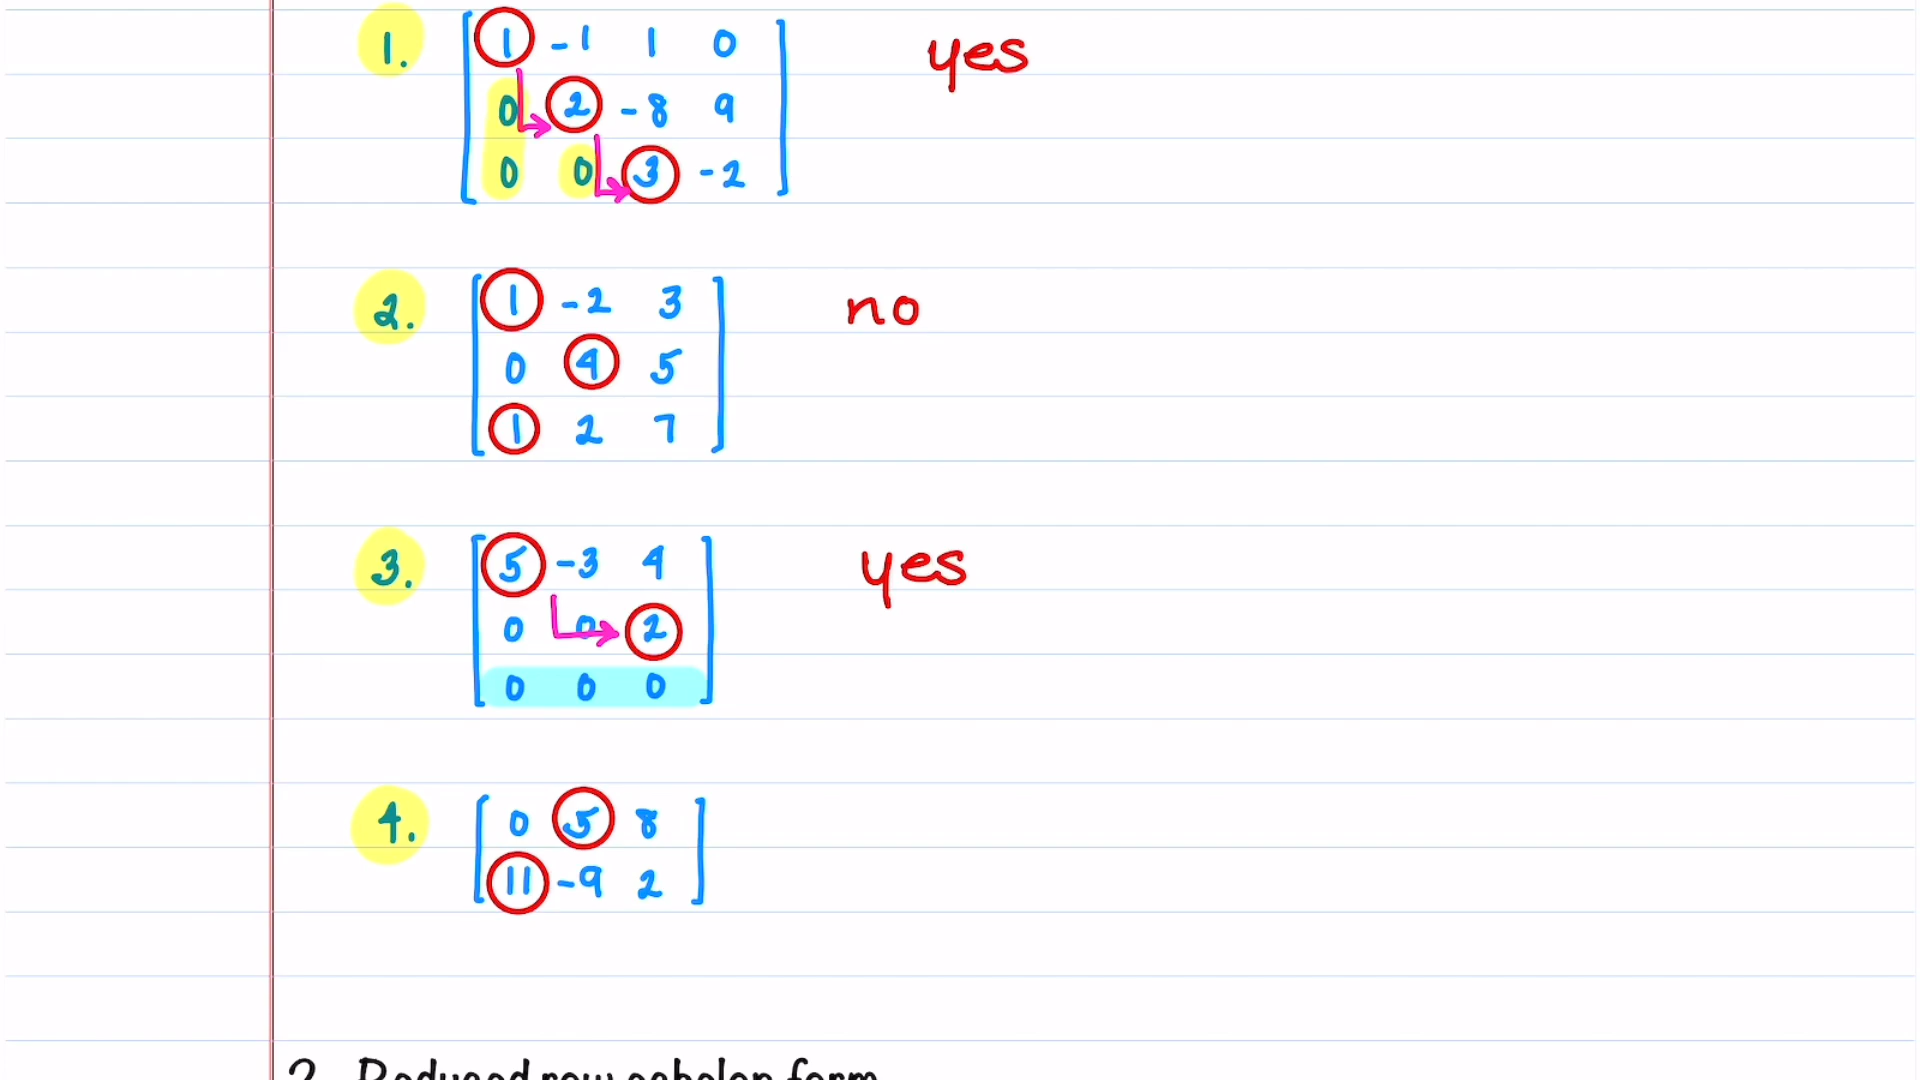 1. 1 -1 1 0 yes
0 2 -8 9
0 0 3 -2
2. 1 -2 3 no
0 4 5
1 2 7
3. 5 -3 4 yes
0 0 2
0 0 0
4. 0 5 8
11 -9 2
2. Reduced row echelon form